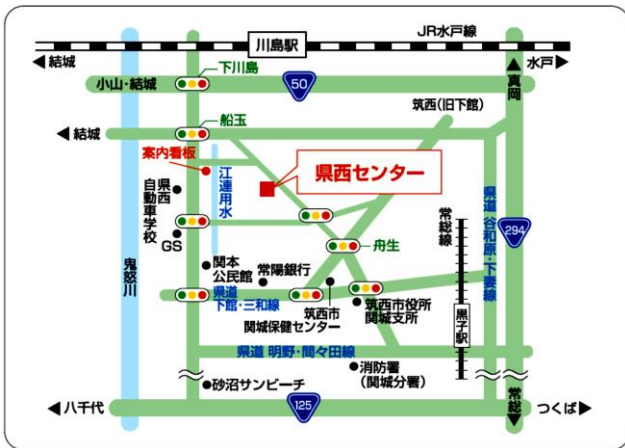 JR水戸線
川島駅
結城
水戸
下川島
小山・結城
50
真岡
筑西(旧下館)
結城
船玉
案内看板
県西センター
江連用水
県西
自動車学校
常総線
県道 谷和原・下妻線
294
GS
舟生
鬼怒川
関本
公民館
常陽銀行
県道
下館・三和線
筑西市
関城保健センター
筑西市役所
関城支所
黒子駅
県道 明野・間々田線
消防署
(関城分署)
砂沼サンビーチ
八千代
125
常総
つくば